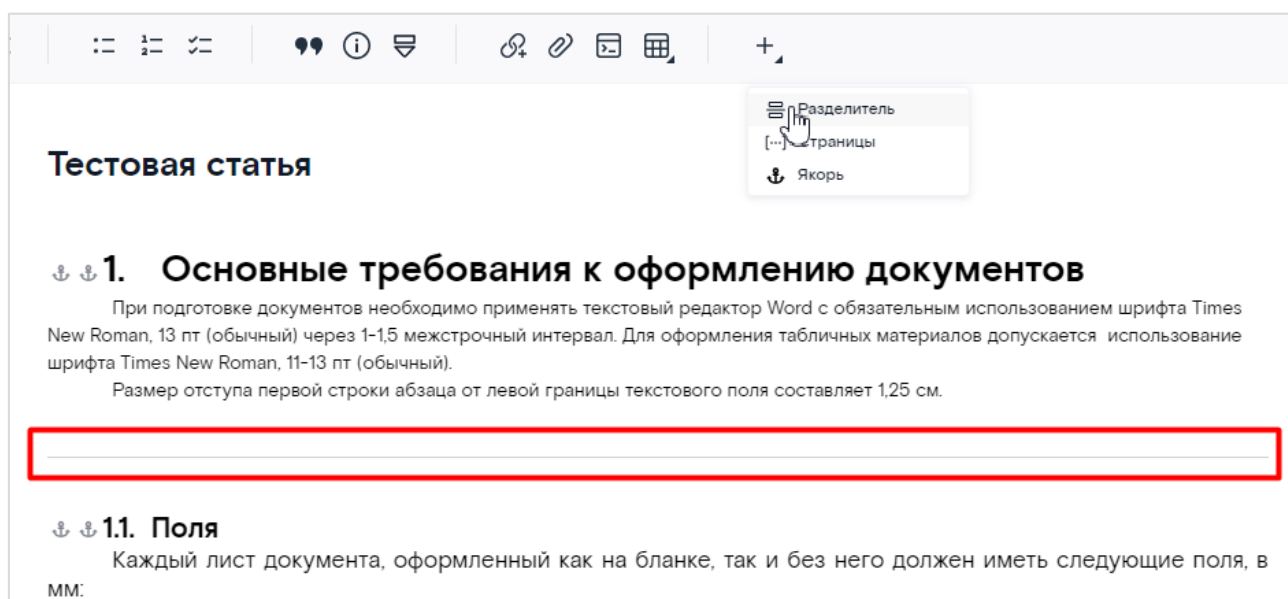 Разделитель
Страницы
Якорь
Тестовая статья
1. Основные требования к оформлению документов
При подготовке документов необходимо применять текстовый редактор Word с обязательным использованием шрифта Times
New Roman, 13 пт (обычный) через 1-1,5 межстрочный интервал. Для оформления табличных материалов допускается использование
шрифта Times New Roman, 11-13 пт (обычный).
Размер отступа первой строки абзаца от левой границы текстового поля составляет 1,25 см.
1.1. Поля
Каждый лист документа, оформленный как на бланке, так и без него должен иметь следующие поля, в
мм: